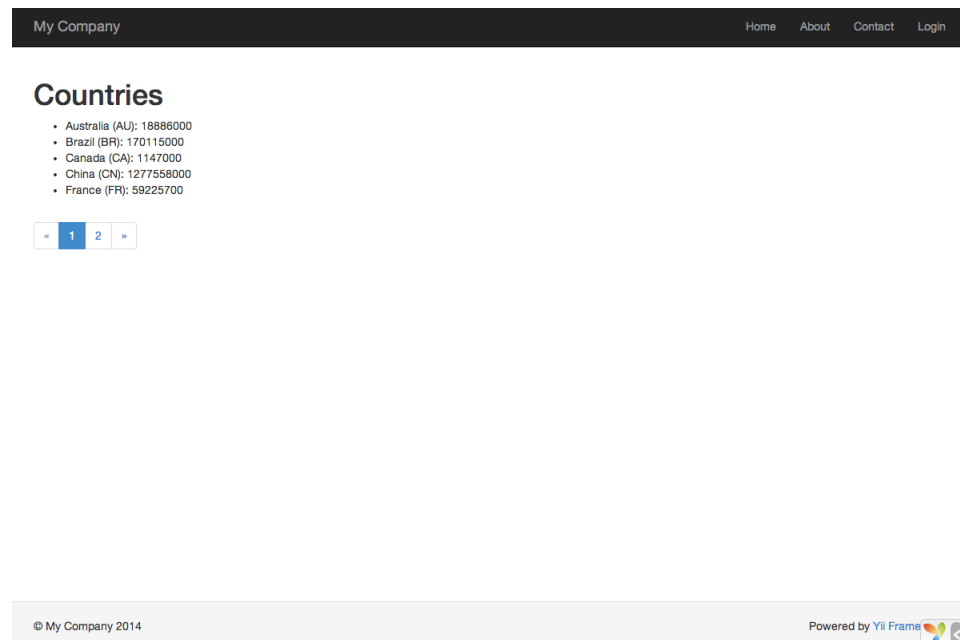 My Company Home About Contact Login
Countries
• Australia (AU): 18886000
• Brazil (BR): 170115000
• Canada (CA): 1147000
• China (CN): 1277558000
• France (FR): 59225700
« 1 2 »
© My Company 2014 Powered by Yii Frame